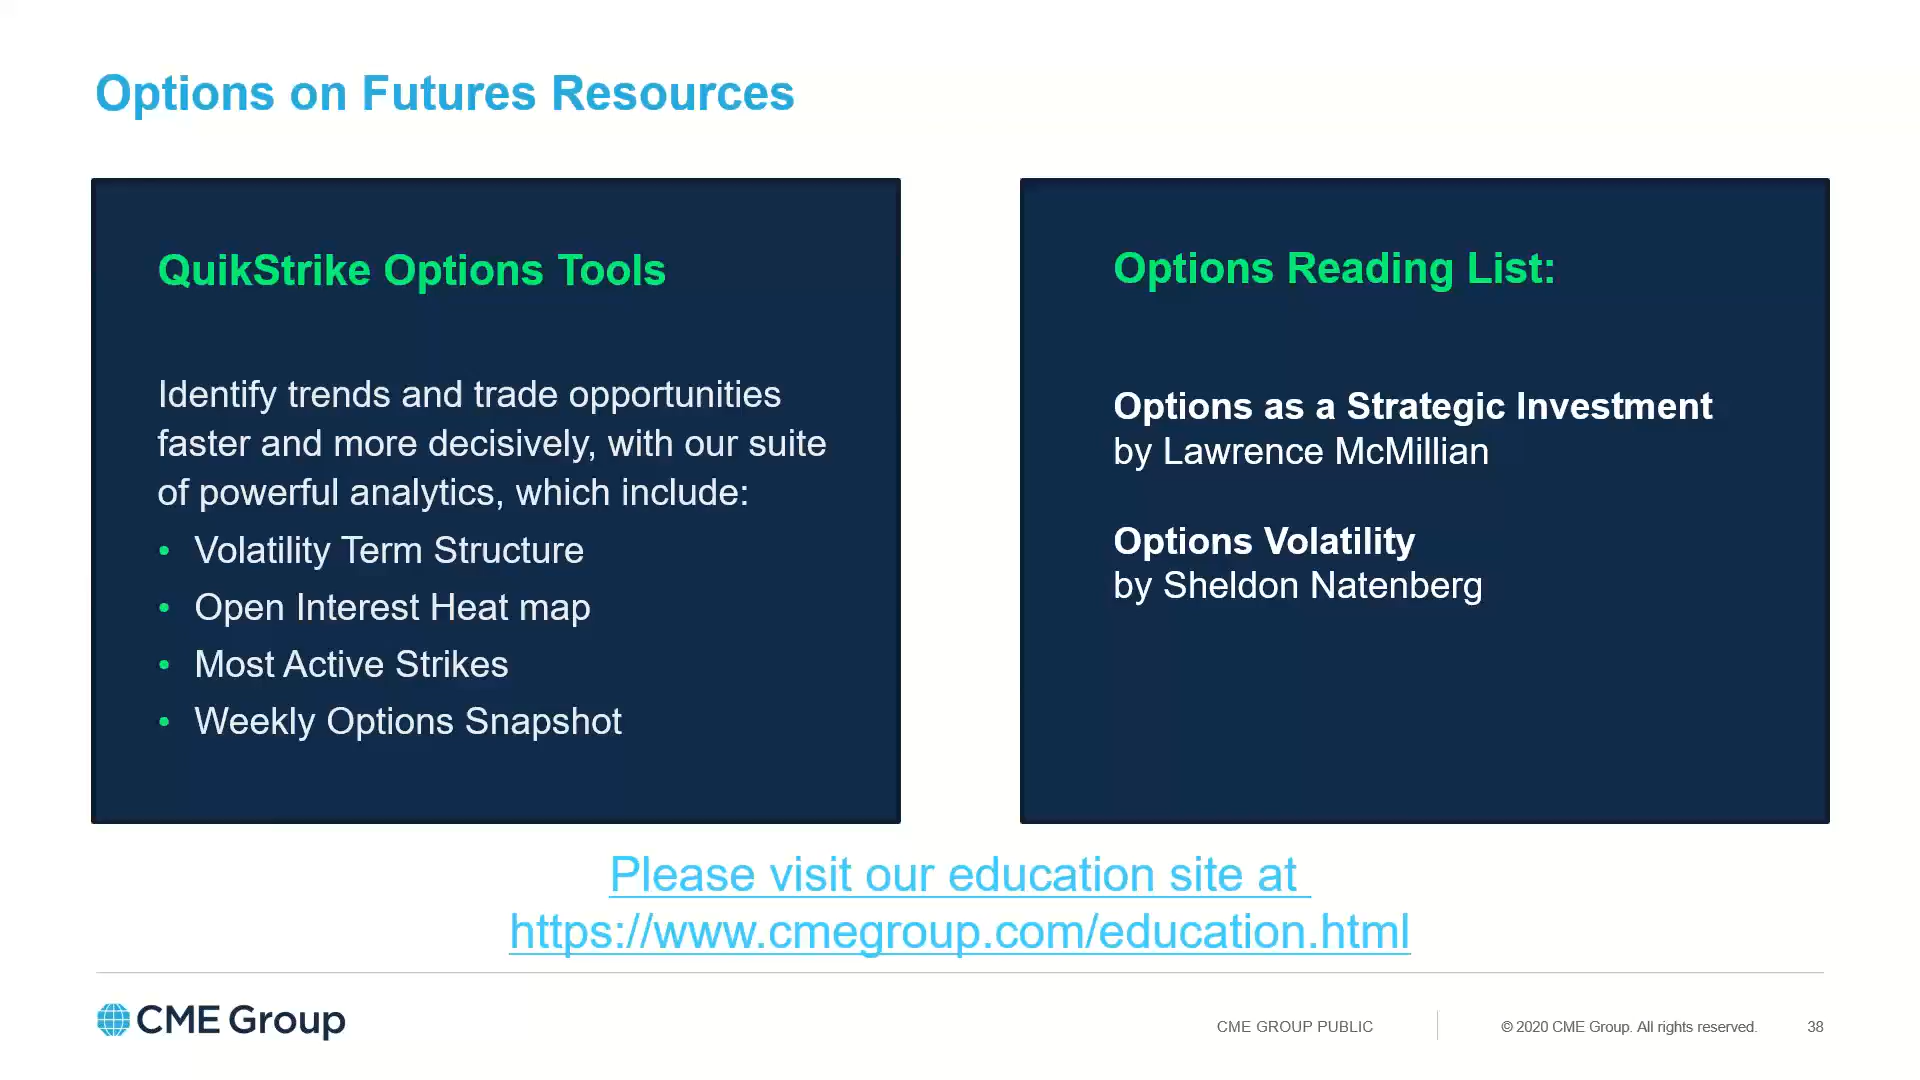 Options on Futures Resources
QuikStrike Options Tools
Identify trends and trade opportunities
faster and more decisively, with our suite
of powerful analytics, which include:
• Volatility Term Structure
• Open Interest Heat map
• Most Active Strikes
• Weekly Options Snapshot
Options Reading List:
Options as a Strategic Investment
by Lawrence McMillian
Options Volatility
by Sheldon Natenberg
Please visit our education site at
https://www.cmegroup.com/education.html
CME Group
CME GROUP PUBLIC
© 2020 CME Group. All rights reserved.
38